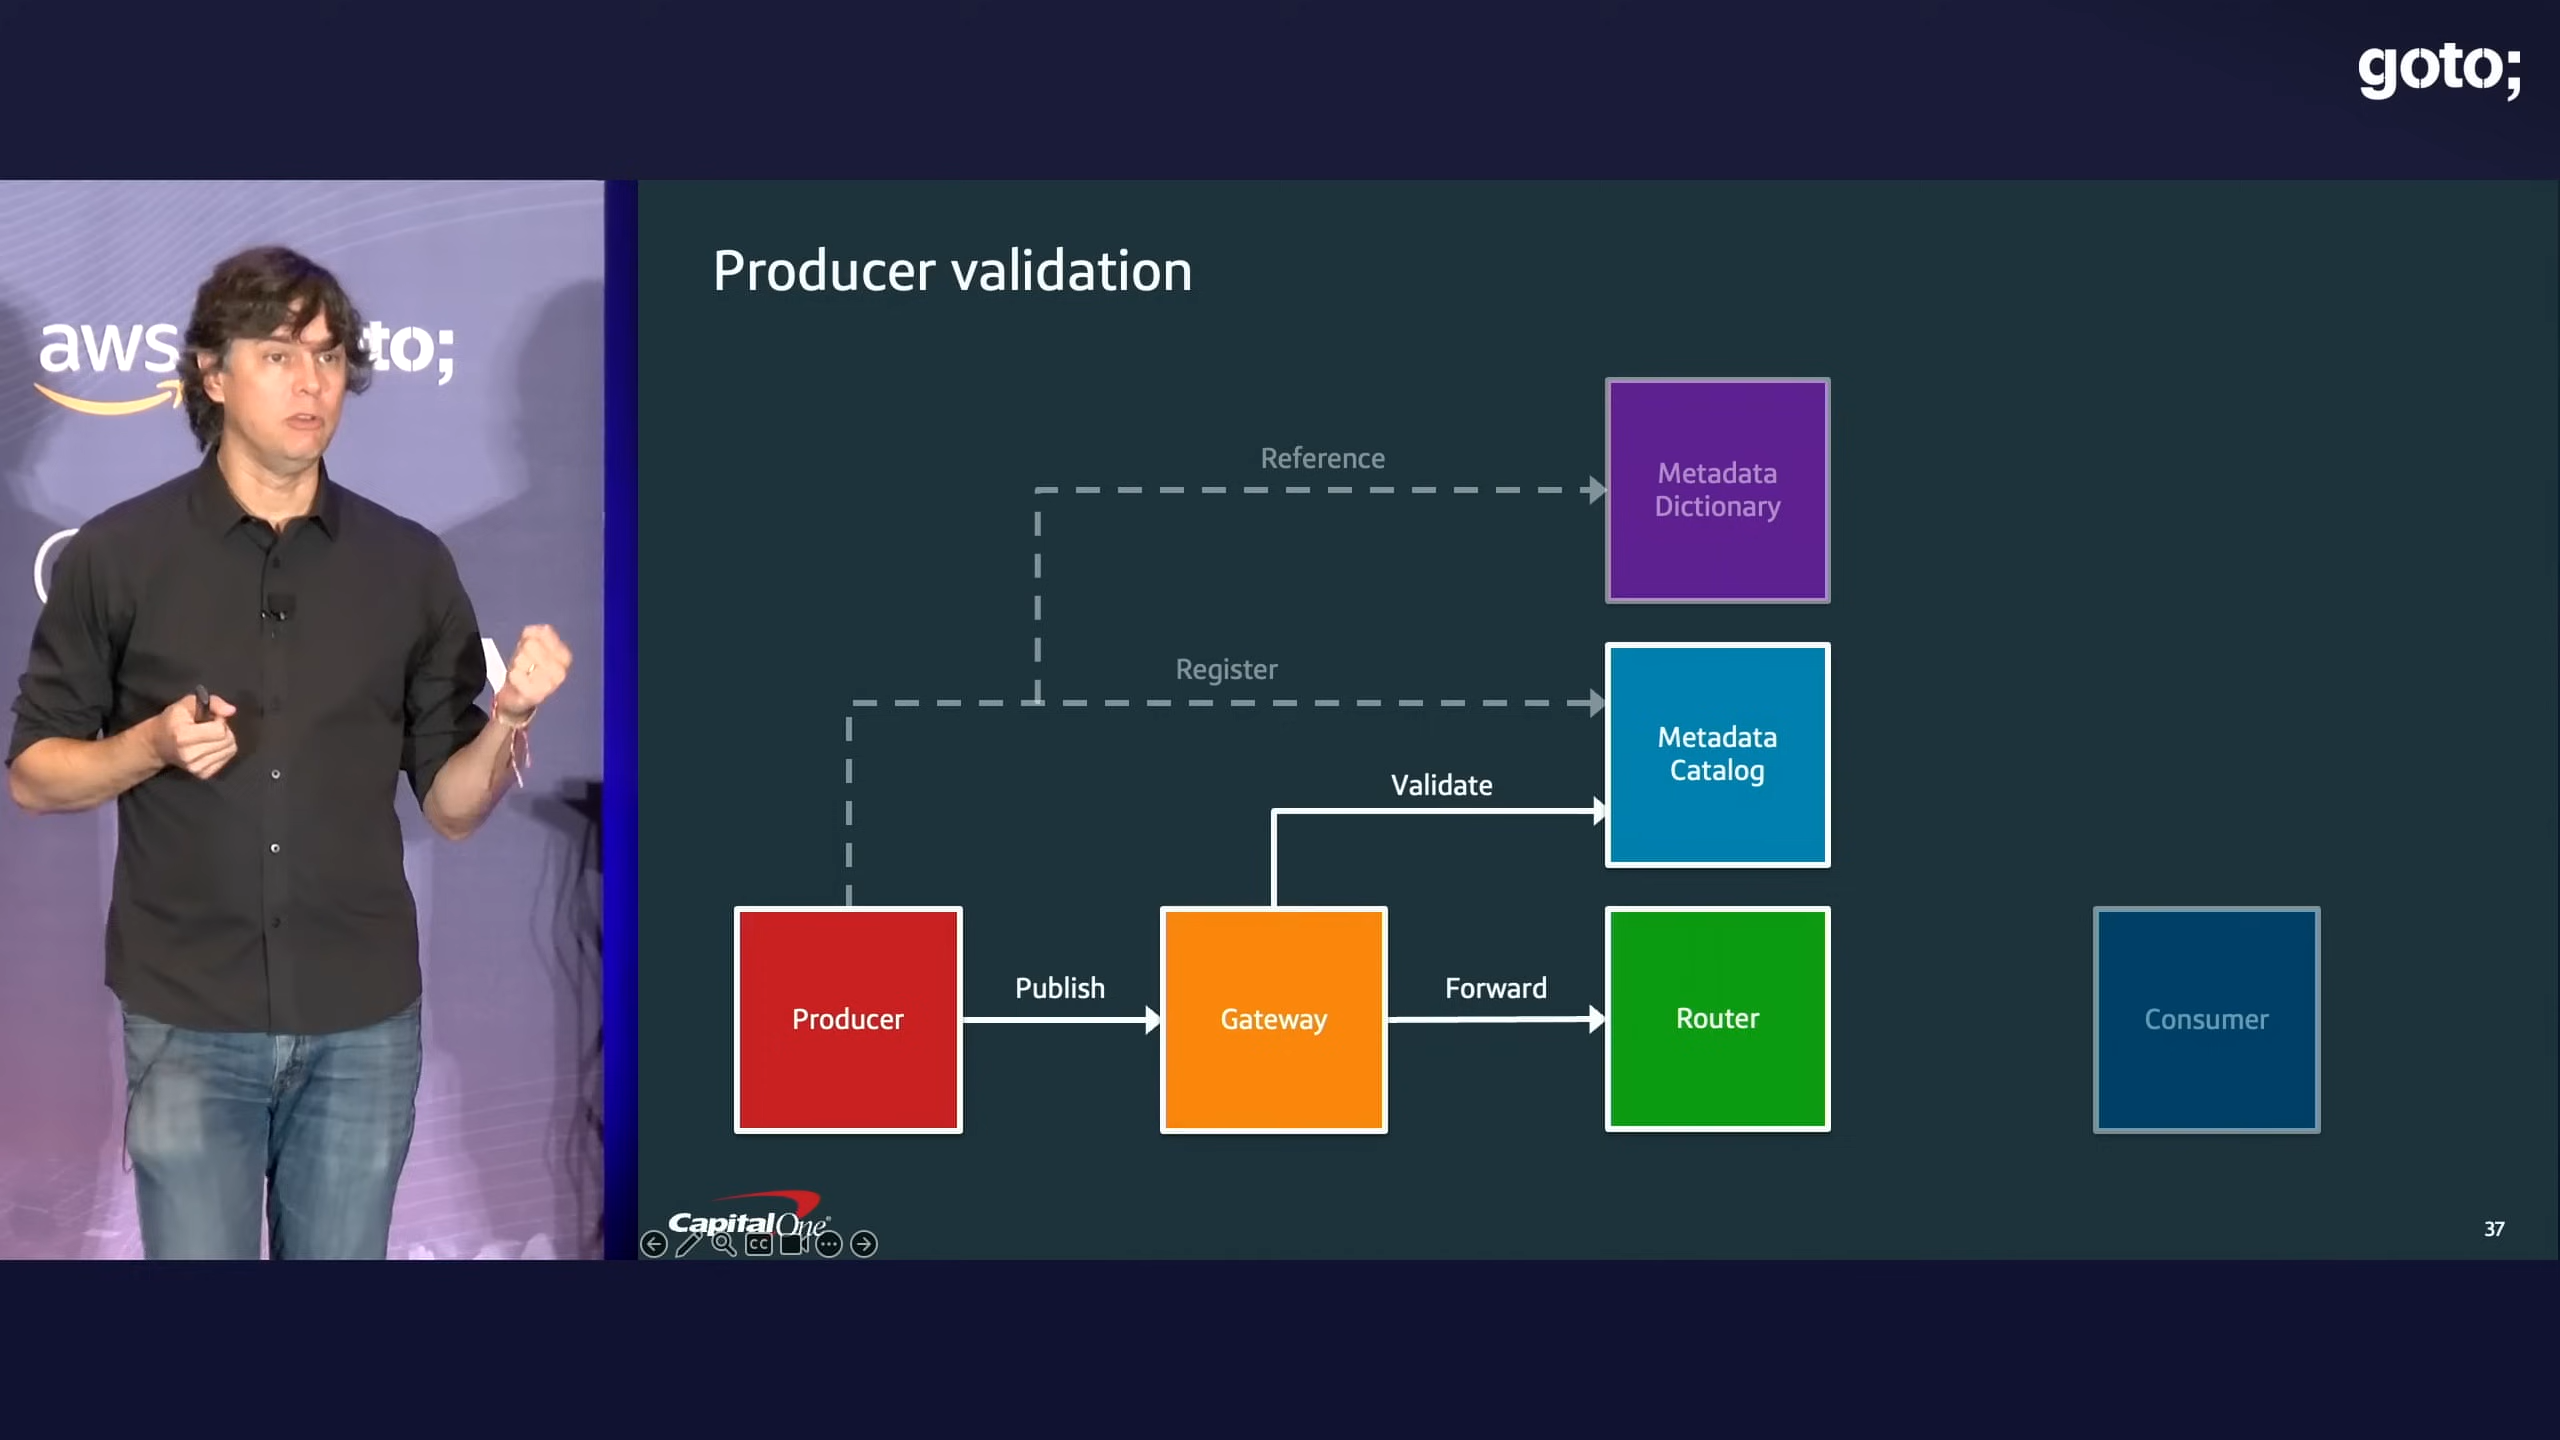 goto;
aws
to;
Producer validation
Reference
Metadata
Dictionary
Register
Metadata
Catalog
Validate
Producer
Publish
Gateway
Forward
Router
Consumer
CapitalOne
CC
37